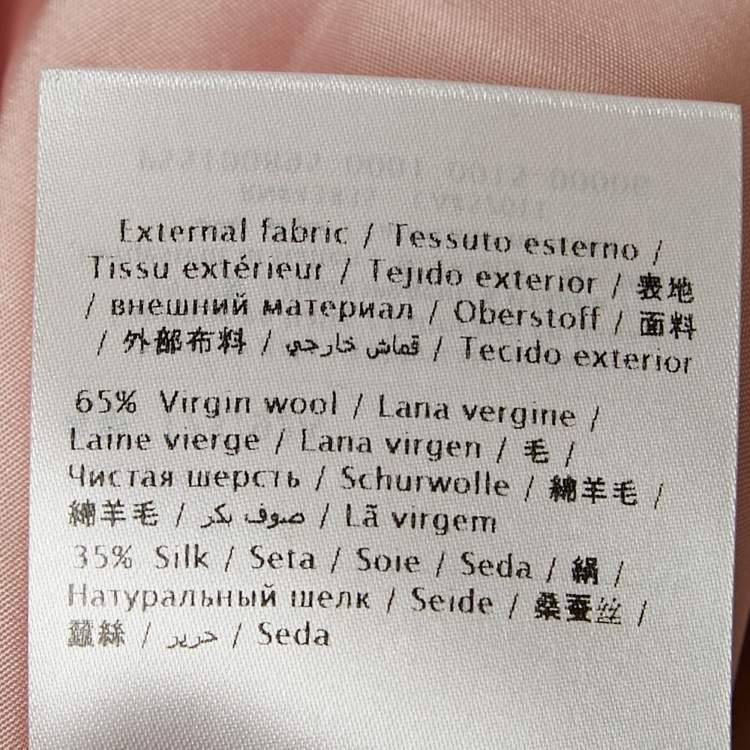 External fabric / Tessuto esterno /
Tissu extérieur / Tejido exterior / 表地
/ внешний материал / Oberstoff / 面料
/ 外部布料 / قماش خارجي / Tecido exterior
65% Virgin wool / Lana vergine /
Laine vierge / Lana virgen / 毛 /
Чистая шерсть / Schurwolle / 綿羊毛 /
綿羊毛 / صوف بكر / Lã virgem
35% Silk / Seta / Soie / Seda / 絹 /
Натуральный шелк / Seide / 桑蚕丝 /
蠶絲 / حرير / Seda